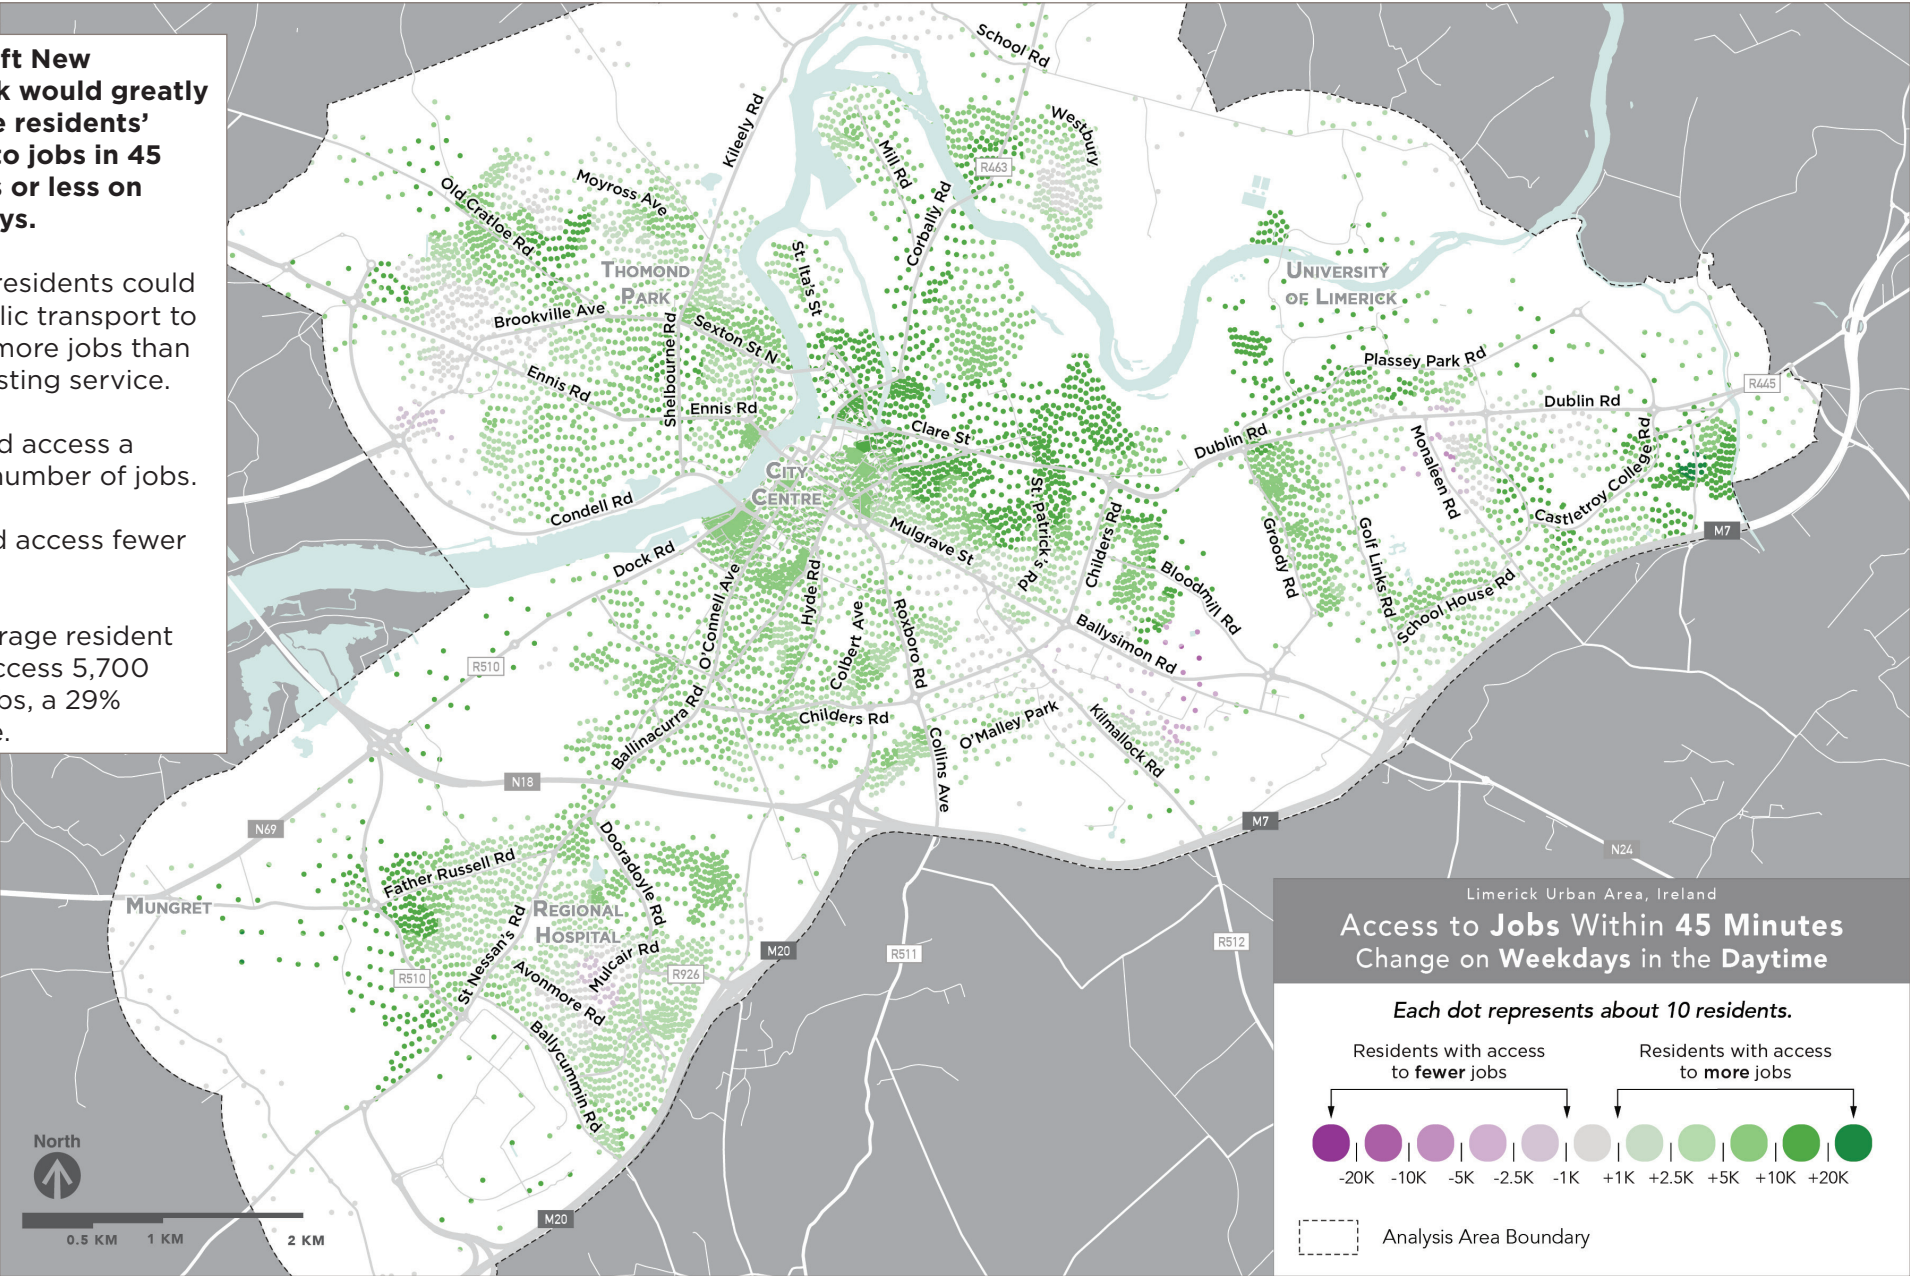 ft New
k would greatly
e residents'
to jobs in 45
s or less on
ys.
residents could
lic transport to
more jobs than
sting service.
d access a
number of jobs.
d access fewer
rage resident
ccess 5,700
bs, a 29%
e.
School Rd
Kileely Rd
Westbury
Mill Rd
R463
Moyross Ave
Old Cratloe Rd
Corbally Rd
St. Ita's St
THOMOND
PARK
UNIVERSITY
OF LIMERICK
Brookville Ave
Sexton St N
Shelbourne Rd
Plassey Park Rd
Ennis Rd
R445
Ennis Rd
Dublin Rd
Clare St
Dublin Rd
Monaleen Rd
Castletroy College Rd
CITY
CENTRE
Condell Rd
St. Patrick's Rd
Mulgrave St
Childers Rd
Groody Rd
Golf Links Rd
M7
Dock Rd
Bloodmill Rd
O'Connell Ave
Hyde Rd
Colbert Ave
Roxboro Rd
School House Rd
Ballysimon Rd
R510
Ballinacurra Rd
Childers Rd
O'Malley Park
Kilmallock Rd
Collins Ave
N18
N69
M7
N24
Father Russell Rd
Dooradoyle Rd
MUNGRET
REGIONAL
HOSPITAL
St Nessan's Rd
Mulcair Rd
M20
R511
R512
R510
Avonmore Rd
R926
Ballycummin Rd
M20
North
0.5 KM
1 KM
2 KM
Limerick Urban Area, Ireland
Access to Jobs Within 45 Minutes
Change on Weekdays in the Daytime
Each dot represents about 10 residents.
Residents with access
to fewer jobs
Residents with access
to more jobs
-20K
-10K
-5K
-2.5K
-1K
+1K
+2.5K
+5K
+10K
+20K
Analysis Area Boundary